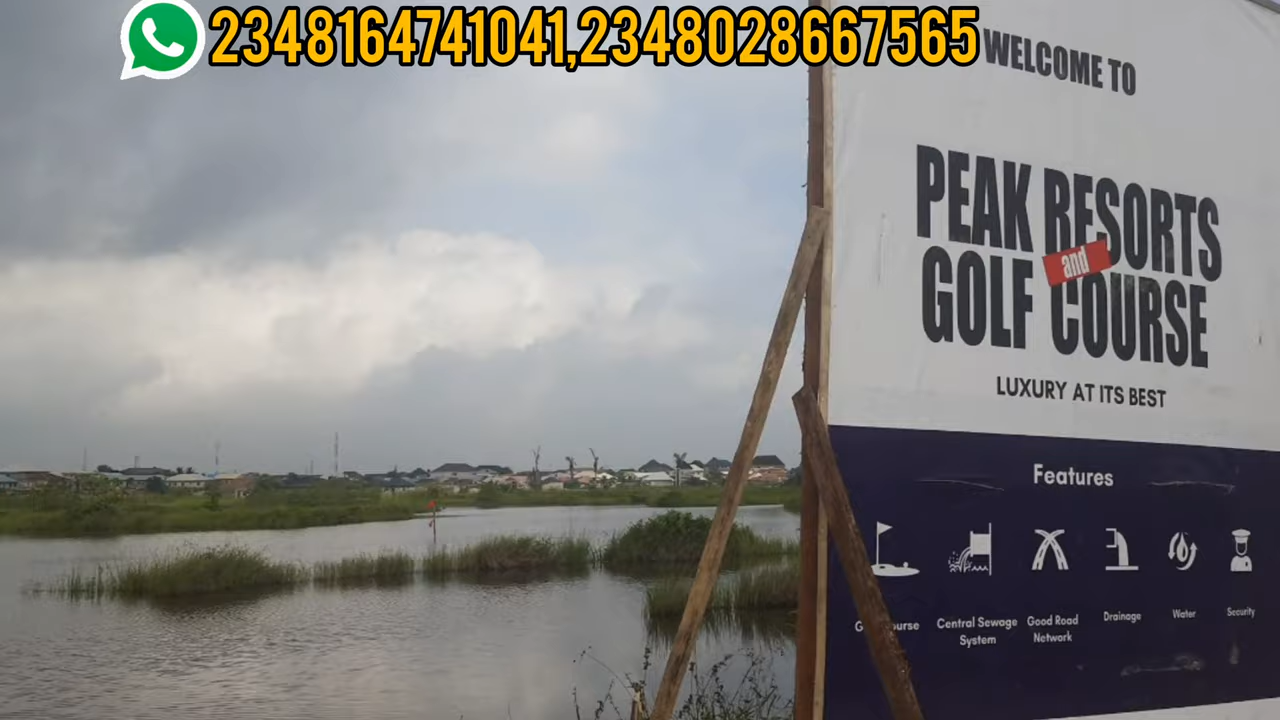 2348164741041,2348028667565
WELCOME TO
PEAK RESORTS
and
GOLF COURSE
LUXURY AT ITS BEST
Features
Central Sewage
System
Good Road
Network
Drainage
Water
Security